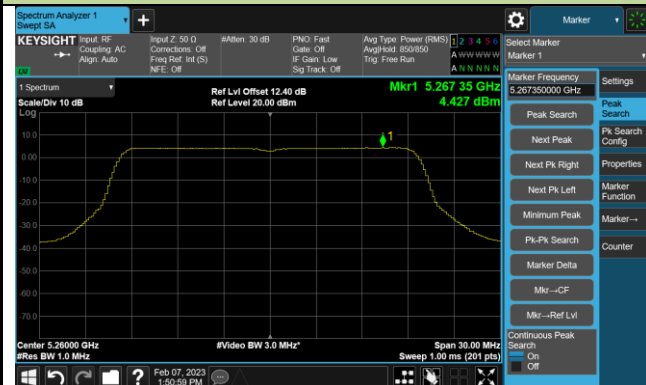 Spectrum Analyzer 1
Swept SA
+
Marker
KEYSIGHT
Input: RF
Coupling: AC
Align: Auto
Input Z: 50 Ω
Corrections: Off
Freq Ref: Int (S)
NFE: Off
#Atten: 30 dB
PNO: Fast
Gate: Off
IF Gain: Low
Sig Track: Off
Avg Type: Power (RMS)
Avg|Hold: 850/850
Trig: Free Run
1 2 3 4 5 6
A W W W W W
A N N N N N
Select Marker
Marker 1
1 Spectrum
Scale/Div 10 dB
Log
Ref Lvl Offset 12.40 dB
Ref Level 20.00 dBm
Mkr1 5.267 35 GHz
4.427 dBm
1
10.0
0.00
-10.0
-20.0
-30.0
-40.0
-50.0
-60.0
-70.0
Center 5.26000 GHz
#Res BW 1.0 MHz
#Video BW 3.0 MHz*
Span 30.00 MHz
Sweep 1.00 ms (201 pts)
Marker Frequency
5.267350000 GHz
Peak Search
Next Peak
Next Pk Right
Next Pk Left
Minimum Peak
Pk-Pk Search
Marker Delta
Mkr→CF
Mkr→Ref Lvl
Continuous Peak
Search
On
Off
Settings
Peak
Search
Pk Search
Config
Properties
Marker
Function
Marker→
Counter
?
Feb 07, 2023
1:50:59 PM